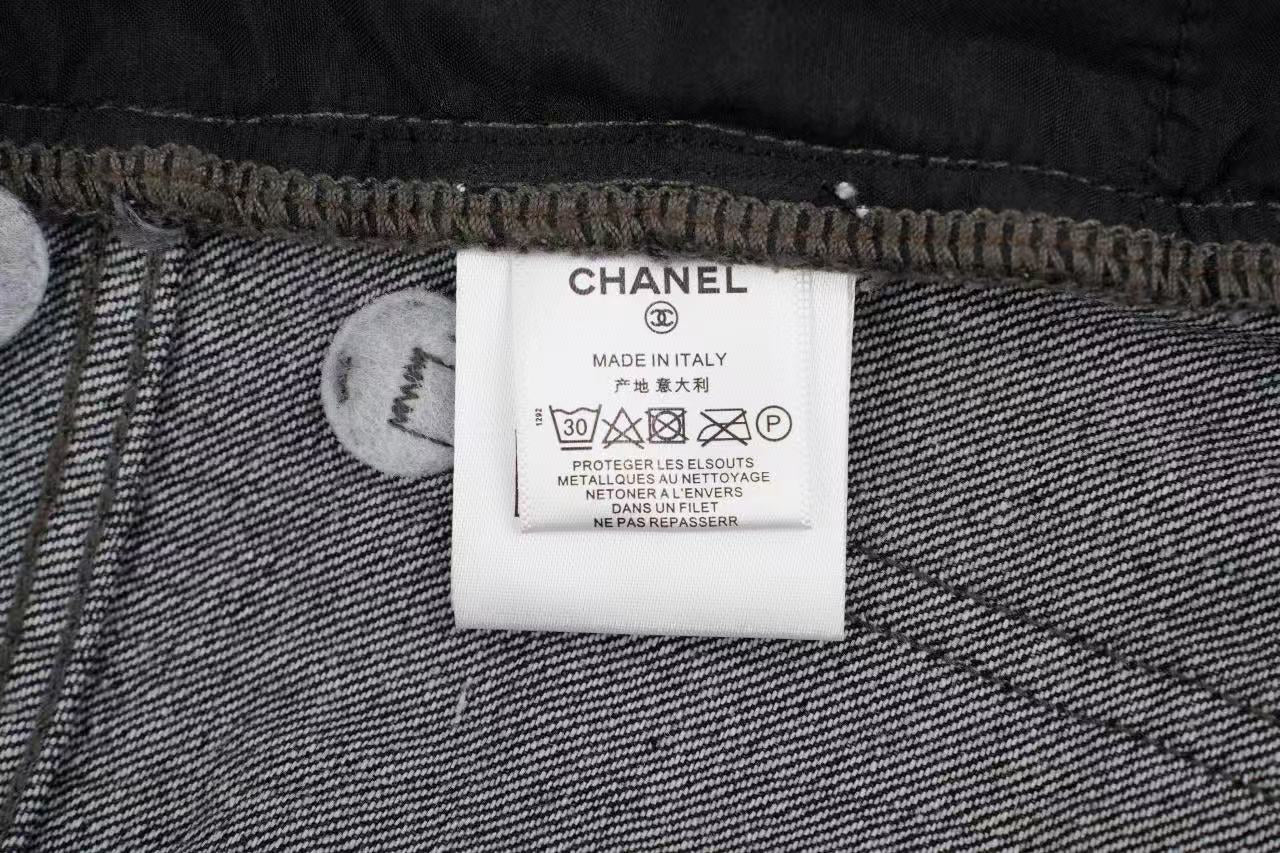 CHANEL
MADE IN ITALY
产地 意大利
1292
30
P
PROTEGER LES ELSOUTS
METALLQUES AU NETTOYAGE
NETONER A L'ENVERS
DANS UN FILET
NE PAS REPASSERR